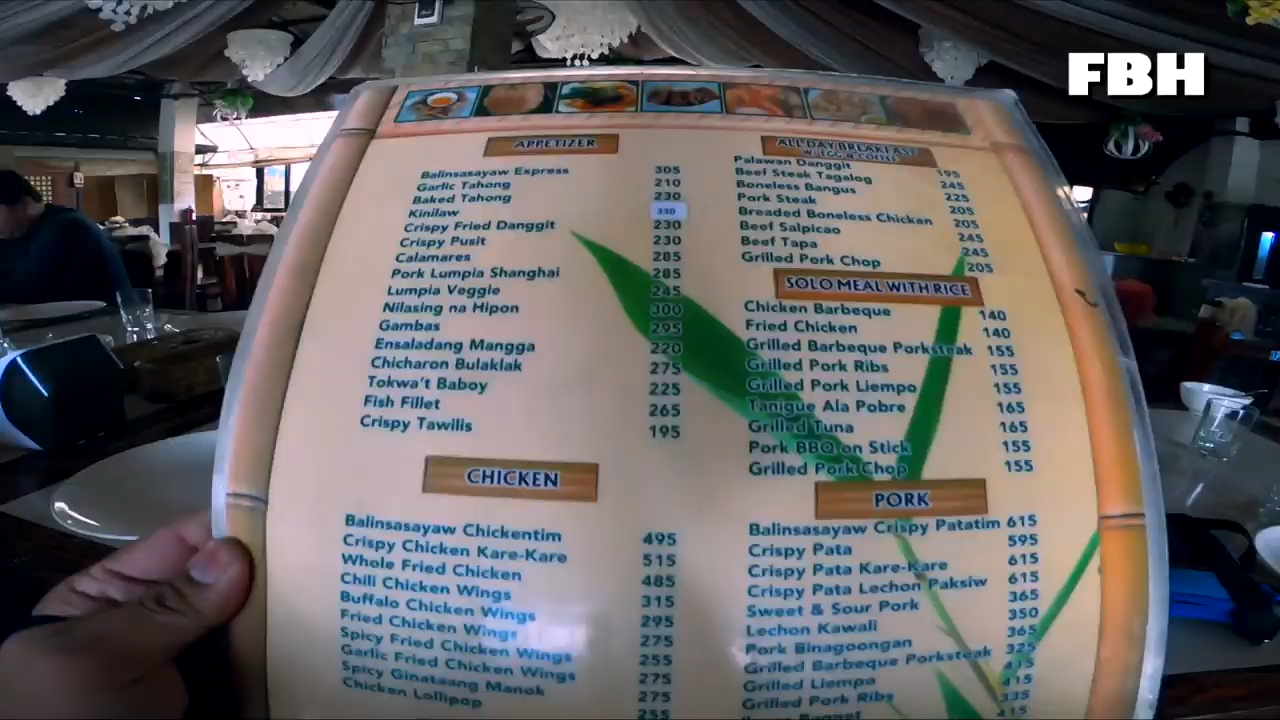 FBH
APPETIZER
Balinsasayaw Express 305
Garlic Tahong 210
Baked Tahong 230
Kinilaw 330
Crispy Fried Danggit 230
Crispy Pusit 230
Calamares 285
Pork Lumpia Shanghai 285
Lumpia Veggie 245
Nilasing na Hipon 300
Gambas 295
Ensaladang Mangga 220
Chicharon Bulaklak 275
Tokwa't Baboy 225
Fish Fillet 265
Crispy Tawilis 195
CHICKEN
Balinsasayaw Chickentim 495
Crispy Chicken Kare-Kare 515
Whole Fried Chicken 485
Chili Chicken Wings 315
Buffalo Chicken Wings 295
Fried Chicken Wings 275
Spicy Fried Chicken Wings 255
Garlic Fried Chicken Wings 275
Spicy Ginataang Manok 275
Chicken Lollipop 255
ALL DAY BREAKFAST
W/ EGG & COFFEE
Palawan Danggit 195
Beef Steak Tagalog 245
Boneless Bangus 225
Pork Steak 205
Breaded Boneless Chicken 205
Beef Salpicao 245
Beef Tapa 245
Grilled Pork Chop 205
SOLO MEAL WITH RICE
Chicken Barbeque 140
Fried Chicken 140
Grilled Barbeque Porksteak 155
Grilled Pork Ribs 155
Grilled Pork Liempo 155
Tanigue Ala Pobre 165
Grilled Tuna 165
Pork BBQ on Stick 155
Grilled Pork Chop 155
PORK
Balinsasayaw Crispy Patatim 615
Crispy Pata 595
Crispy Pata Kare-Kare 615
Crispy Pata Lechon Paksiw 615
Sweet & Sour Pork 365
Lechon Kawali 350
Pork Binagoongan 365
Grilled Barbeque Porksteak 325
Grilled Liempo
Grilled Pork Ribs